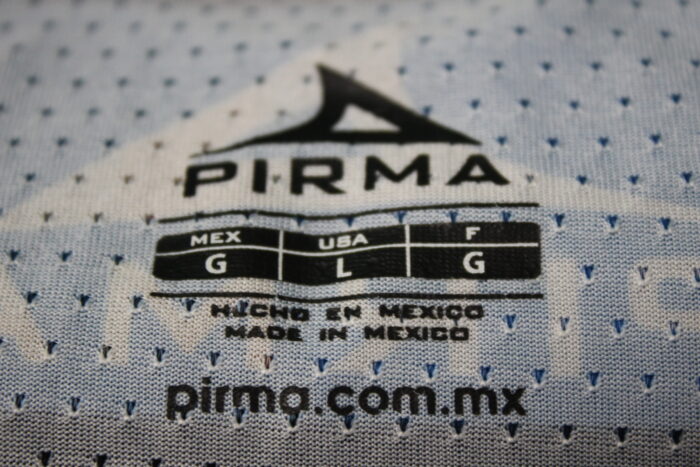 PIRMA
MEX USA F
G L G
HECHO EN MEXICO
MADE IN MEXICO
pirma.com.mx